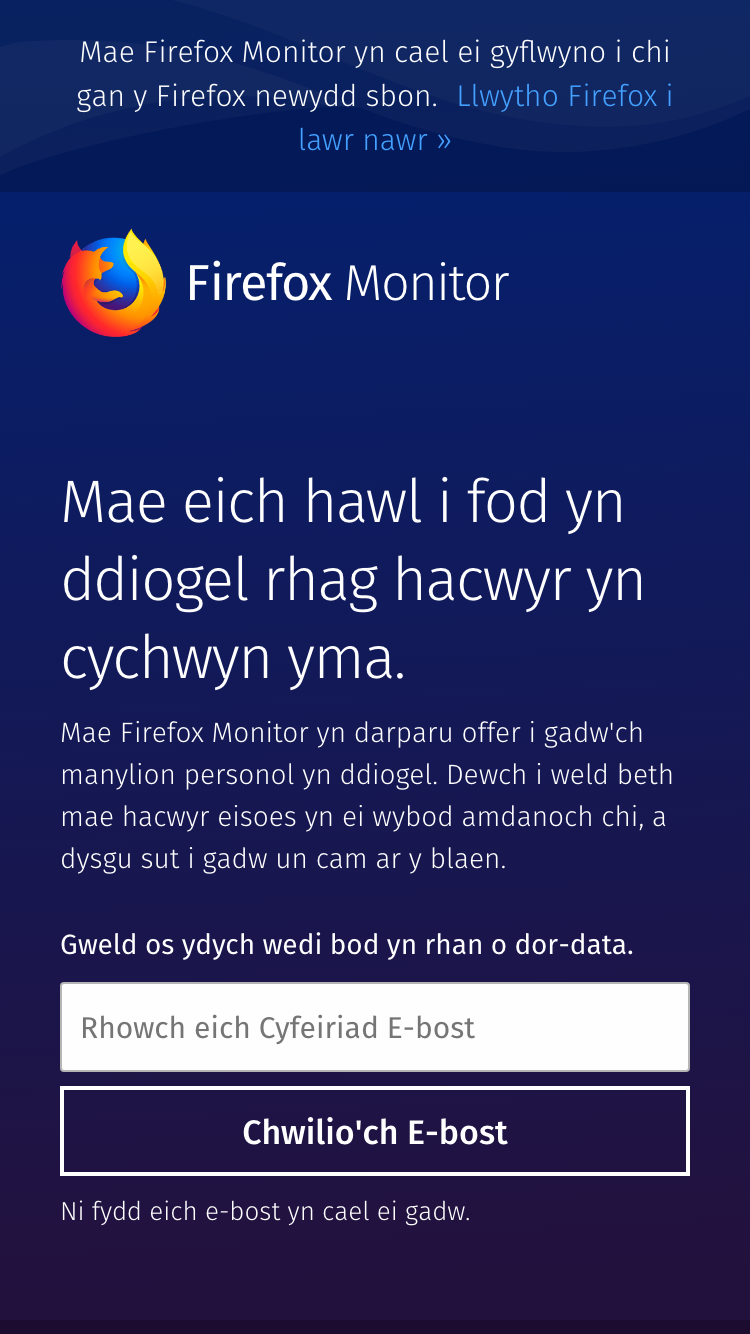 Mae Firefox Monitor yn cael ei gyflwyno i chi
gan y Firefox newydd sbon. Llwytho Firefox i
lawr nawr »
Firefox Monitor
Mae eich hawl i fod yn
ddiogel rhag hacwyr yn
cychwyn yma.
Mae Firefox Monitor yn darparu offer i gadw'ch
manylion personol yn ddiogel. Dewch i weld beth
mae hacwyr eisoes yn ei wybod amdanoch chi, a
dysgu sut i gadw un cam ar y blaen.
Gweld os ydych wedi bod yn rhan o dor-data.
Rhowch eich Cyfeiriad E-bost
Chwilio'ch E-bost
Ni fydd eich e-bost yn cael ei gadw.